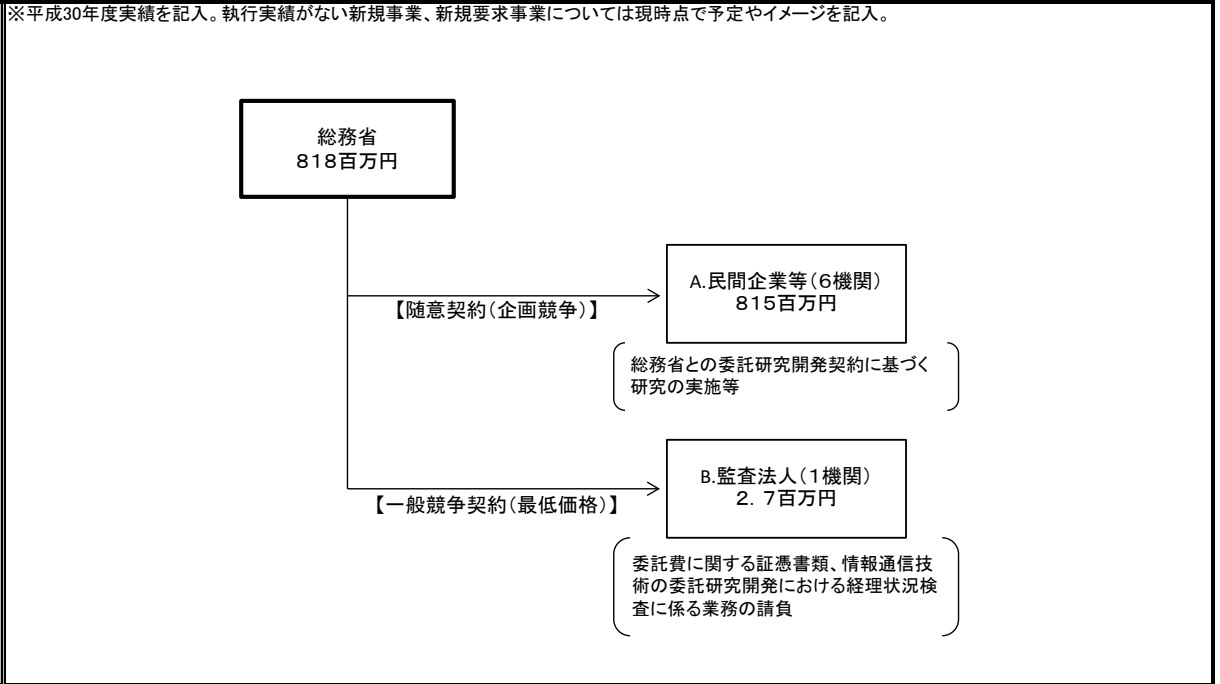 ※平成30年度実績を記入。執行実績がない新規事業、新規要求事業については現時点で予定やイメージを記入。
総務省
818百万円
A.民間企業等(6機関)
815百万円
【随意契約(企画競争)】
総務省との委託研究開発契約に基づく
研究の実施等
B.監査法人(1機関)
2.7百万円
【一般競争契約(最低価格)】
委託費に関する証憑書類、情報通信技
術の委託研究開発における経理状況検
査に係る業務の請負